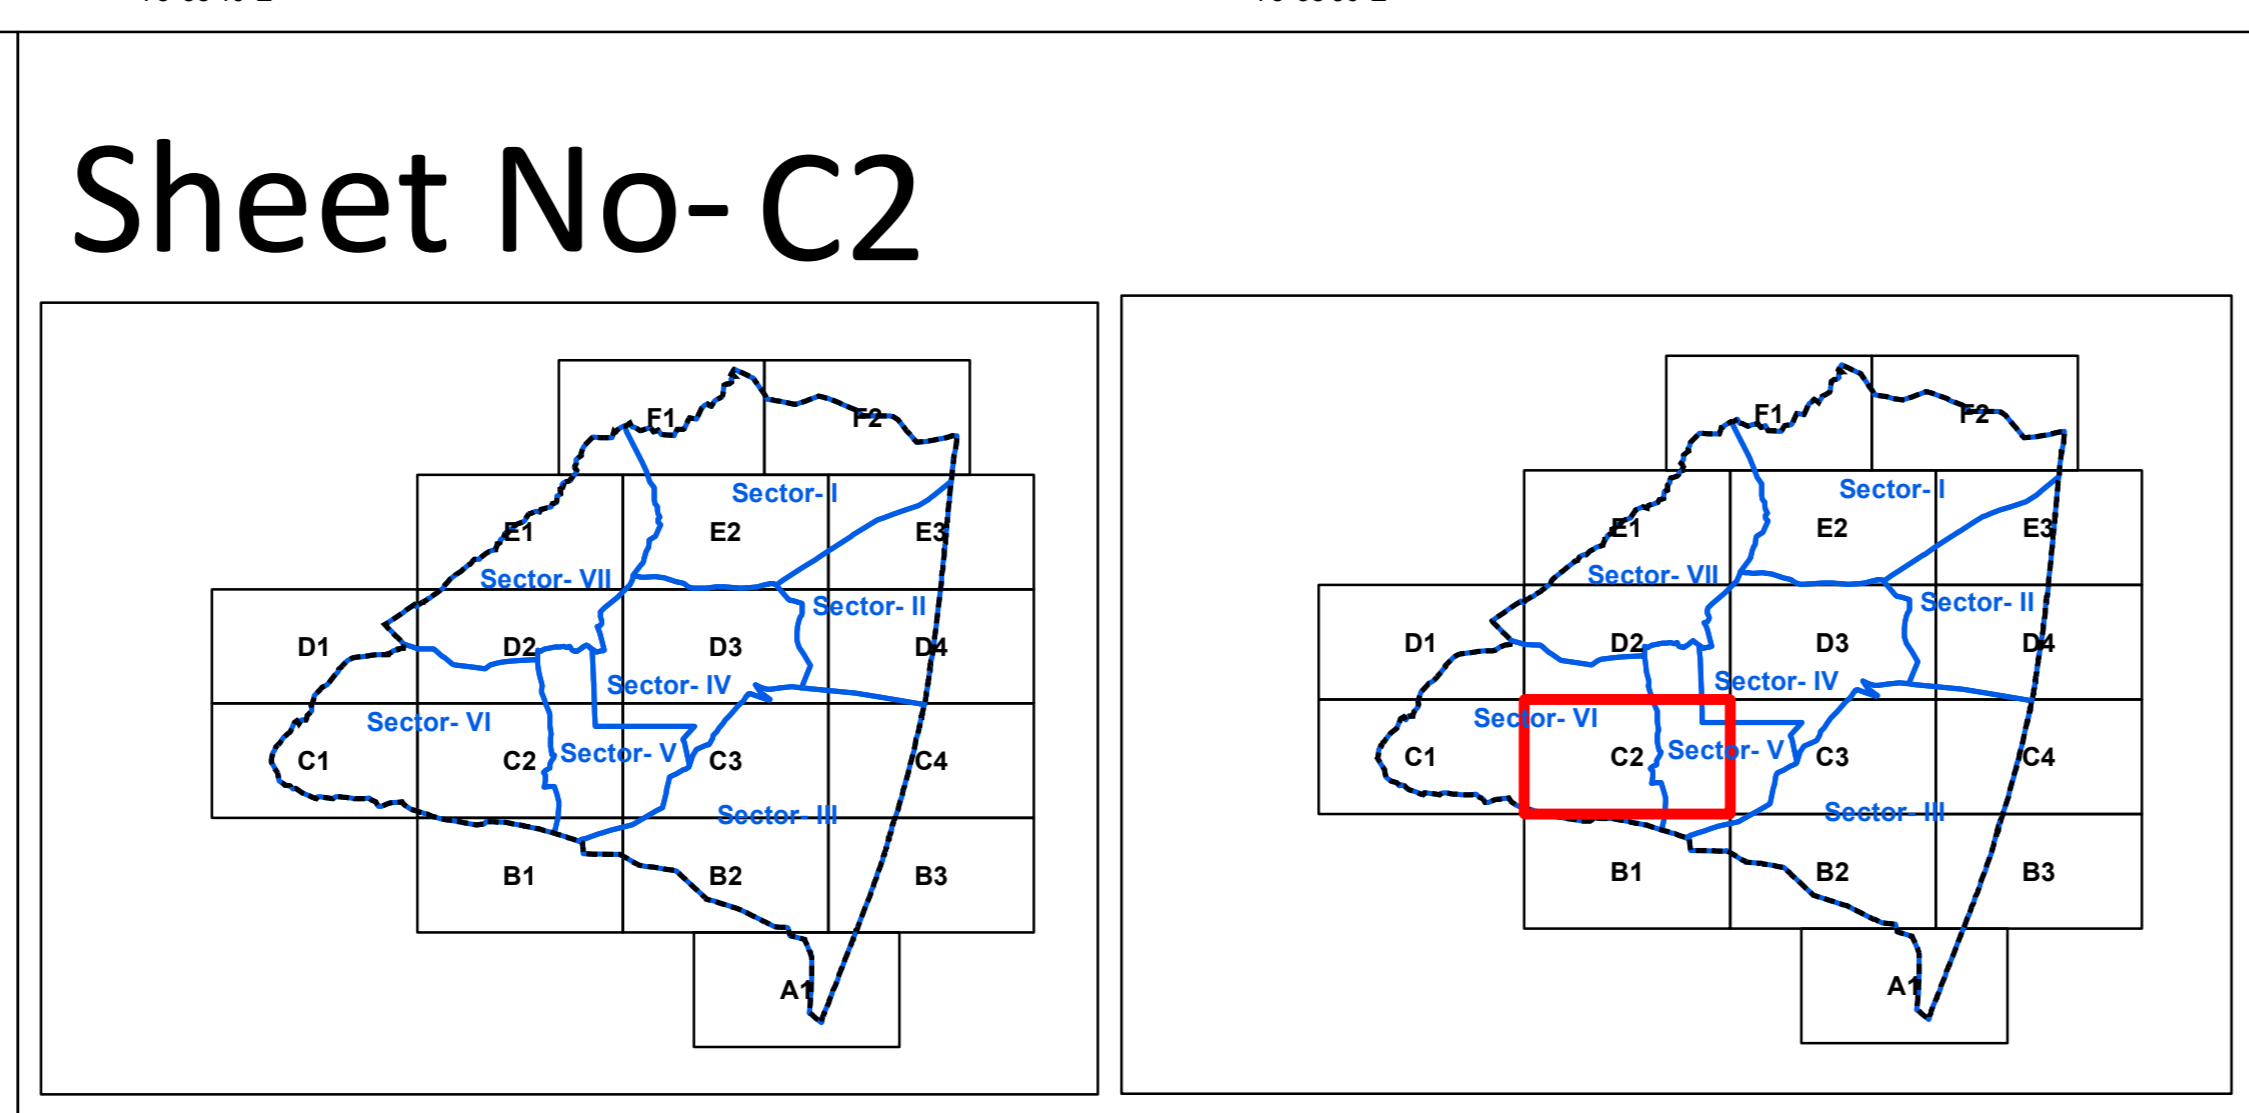 Sheet No- C2
F1
F2
Sector- I
E1
E2
E3
Sector- VII
Sector- II
D1
D2
D3
D4
Sector- IV
Sector- VI
Sector- V
C1
C2
C3
C4
Sector- III
B1
B2
B3
A1
F1
F2
Sector- I
E1
E2
E3
Sector- VII
Sector- II
D1
D2
D3
D4
Sector- IV
Sector- VI
Sector- V
C1
C2
C3
C4
Sector- III
B1
B2
B3
A1